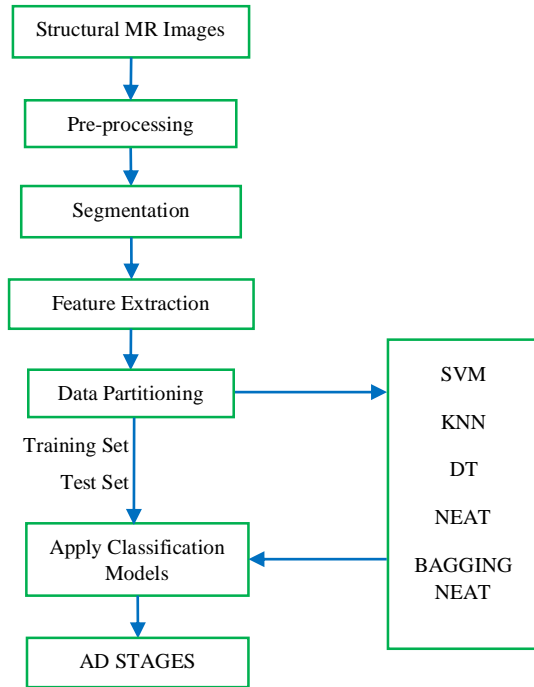 Structural MR Images
Pre-processing
Segmentation
Feature Extraction
Data Partitioning
Training Set
Test Set
Apply Classification
Models
AD STAGES
SVM
KNN
DT
NEAT
BAGGING
NEAT